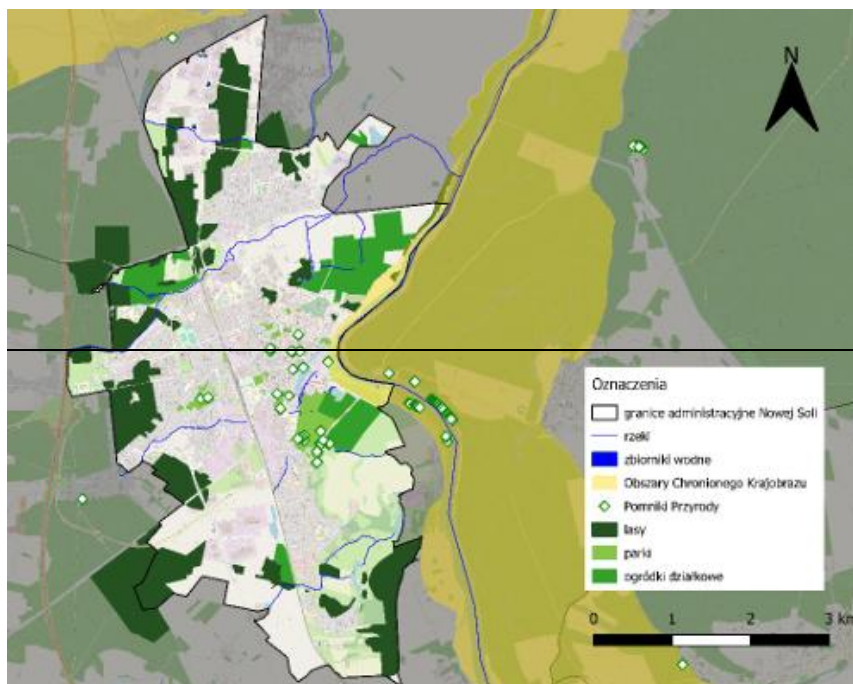 N
Oznaczenia
granice administracyjne Nowej Soli
rzeki
zbiorniki wodne
Obszary Chronionego Krajobrazu
Pomniki Przyrody
lasy
parki
ogródki działkowe
0 1 2 3 km